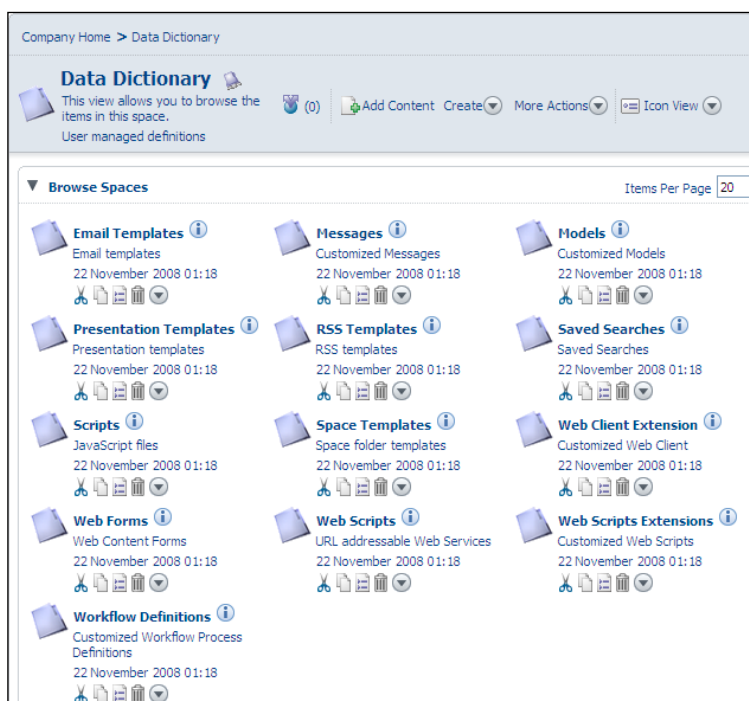 Company Home > Data Dictionary
Data Dictionary
This view allows you to browse the
items in this space.
User managed definitions
(0)
Add Content
Create
More Actions
Icon View
Browse Spaces
Items Per Page 20
Email Templates
Email templates
22 November 2008 01:18
Messages
Customized Messages
22 November 2008 01:18
Models
Customized Models
22 November 2008 01:18
Presentation Templates
Presentation templates
22 November 2008 01:18
RSS Templates
RSS templates
22 November 2008 01:18
Saved Searches
Saved Searches
22 November 2008 01:18
Scripts
JavaScript files
22 November 2008 01:18
Space Templates
Space folder templates
22 November 2008 01:18
Web Client Extension
Customized Web Client
22 November 2008 01:18
Web Forms
Web Content Forms
22 November 2008 01:18
Web Scripts
URL addressable Web Services
22 November 2008 01:18
Web Scripts Extensions
Customized Web Scripts
22 November 2008 01:18
Workflow Definitions
Customized Workflow Process
Definitions
22 November 2008 01:18